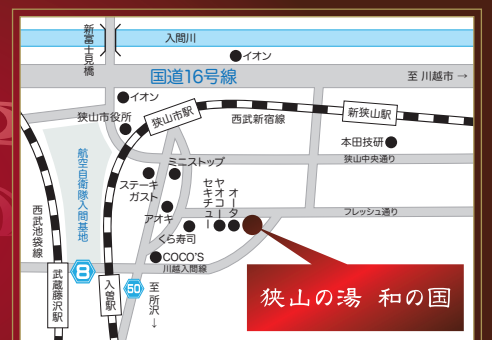 新富士見橋
入間川
イオン
国道16号線
至 川越市 →
イオン
狭山市役所
狭山市駅
西武新宿線
新狭山駅
本田技研
狭山中央通り
航空自衛隊入間基地
ミニストップ
ステーキガスト
アオキ
セキチュー
ヤオコー
オータ
フレッシュ通り
くら寿司
COCO'S
川越入間線
西武池袋線
8
武蔵藤沢駅
入曽駅
50
至 所沢 ↓
狭山の湯 和の国